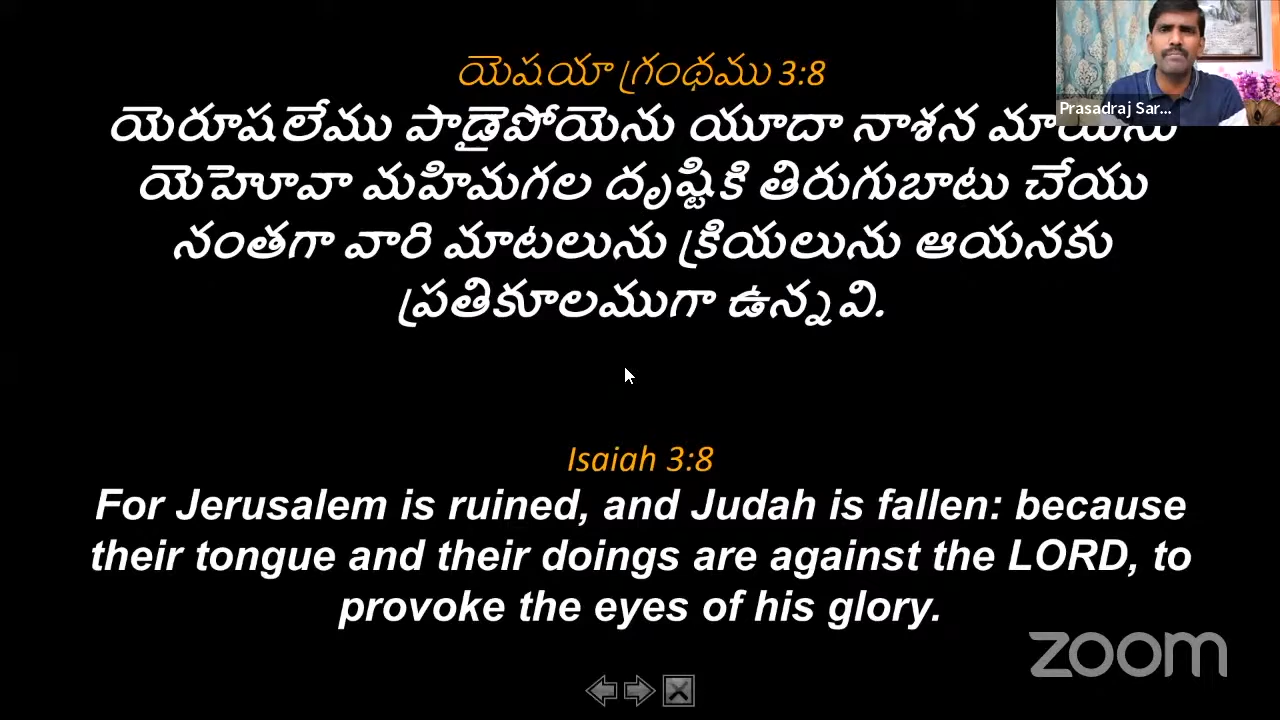 యెషయా గ్రంథము 3:8
యెరూషలేము పాడైపోయెను యూదా నాశన
యెహెూవా మహిమగల దృష్టికి తిరుగుబాటు చేయు
నంతగా వారి మాటలును క్రియలును ఆయనకు
ప్రతికూలముగా ఉన్నవి.
Prasadraj Sar...
Isaiah 3:8
For Jerusalem is ruined, and Judah is fallen: because
their tongue and their doings are against the LORD, to
provoke the eyes of his glory.
zoom